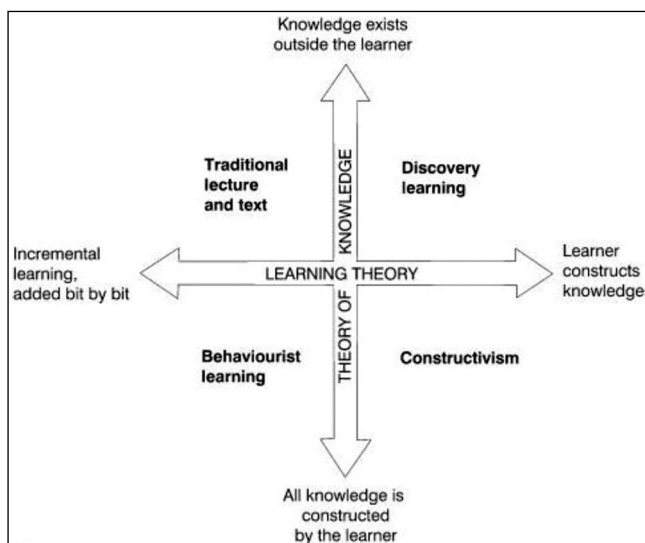 Knowledge exists
outside the learner
Traditional
lecture
and text
Discovery
learning
KNOWLEDGE
Incremental
learning,
added bit by bit
LEARNING THEORY
Learner
constructs
knowledge
THEORY OF
Behaviourist
learning
Constructivism
All knowledge is
constructed
by the learner